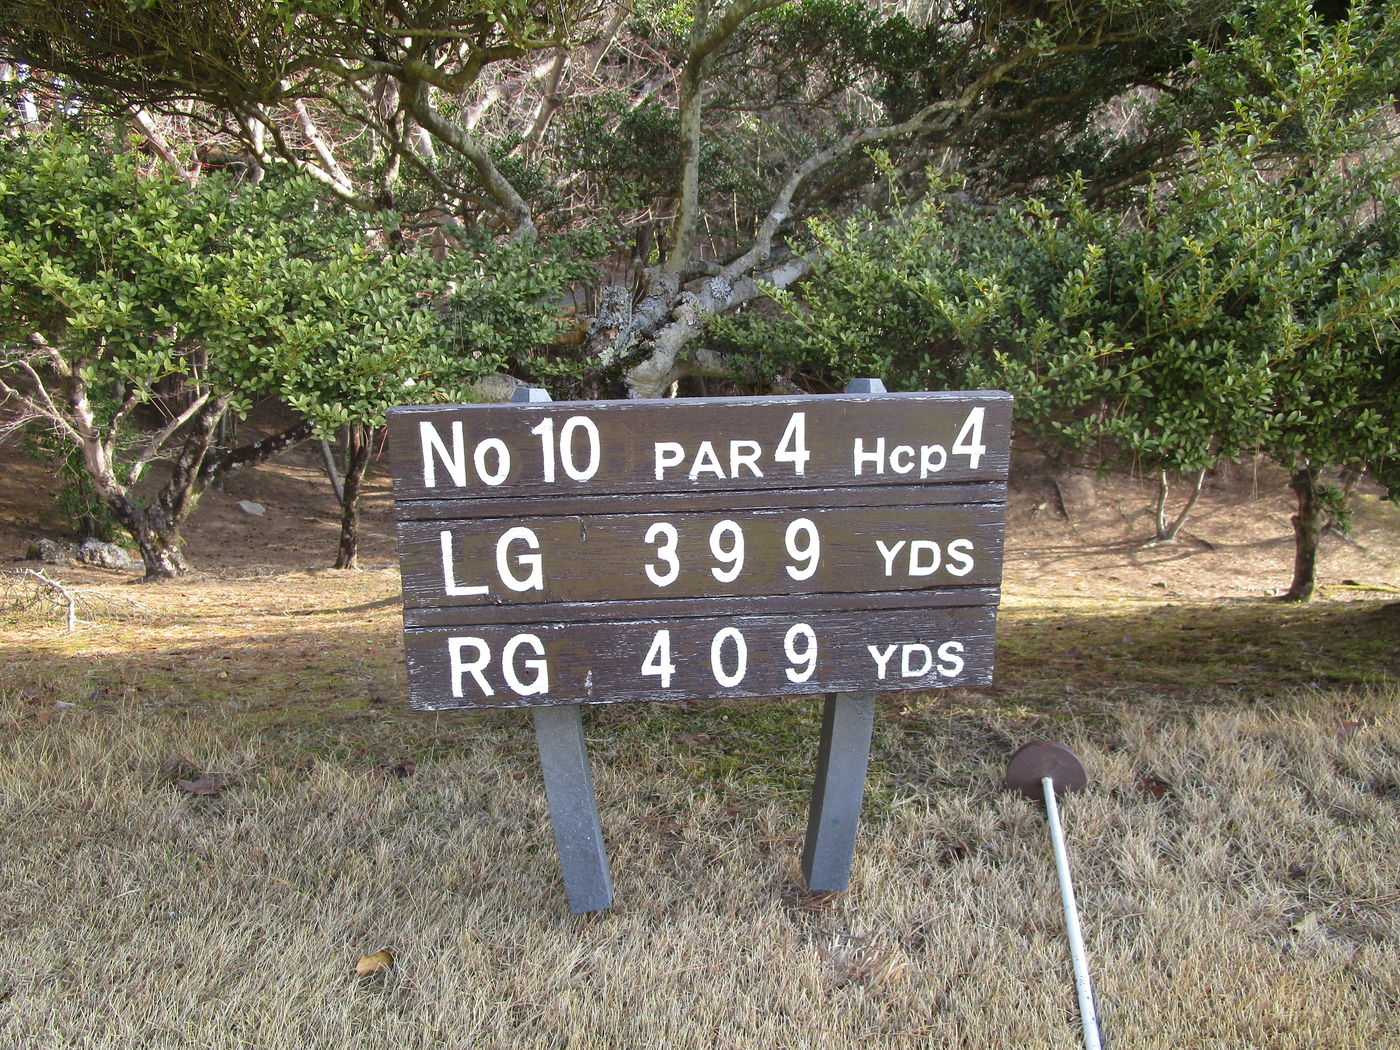 No 10 PAR 4 Hcp 4
LG 399 YDS
RG 409 YDS